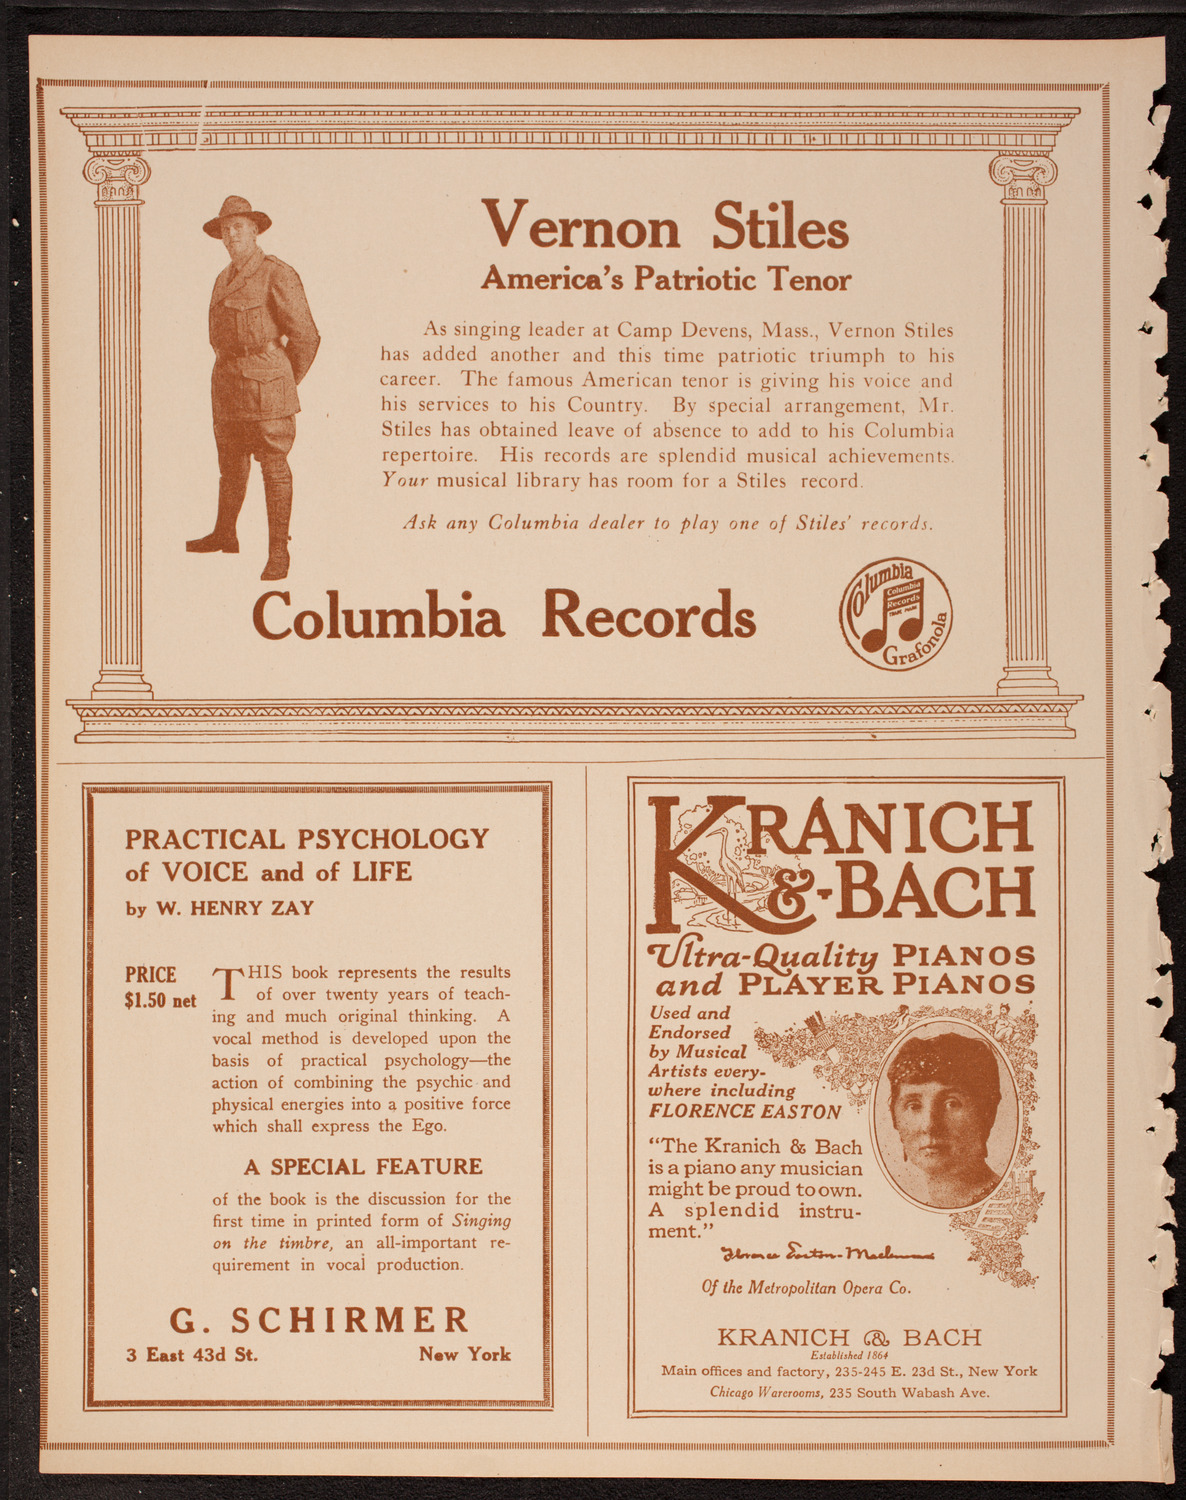 Vernon Stiles
America's Patriotic Tenor
As singing leader at Camp Devens, Mass., Vernon Stiles
has added another and this time patriotic triumph to his
career. The famous American tenor is giving his voice and
his services to his Country. By special arrangement, Mr.
Stiles has obtained leave of absence to add to his Columbia
repertoire. His records are splendid musical achievements.
Your musical library has room for a Stiles record.
Ask any Columbia dealer to play one of Stiles' records.
Columbia Records
Columbia
Columbia
Records
Grafonola
PRACTICAL PSYCHOLOGY
of VOICE and of LIFE
by W. HENRY ZAY
PRICE
$1.50 net
THIS book represents the results
of over twenty years of teach-
ing and much original thinking. A
vocal method is developed upon the
basis of practical psychology—the
action of combining the psychic and
physical energies into a positive force
which shall express the Ego.
A SPECIAL FEATURE
of the book is the discussion for the
first time in printed form of Singing
on the timbre, an all-important re-
quirement in vocal production.
G. SCHIRMER
3 East 43d St. New York
KRANICH
&-BACH
Ultra-Quality PIANOS
and PLAYER PIANOS
Used and
Endorsed
by Musical
Artists every-
where including
FLORENCE EASTON
"The Kranich & Bach
is a piano any musician
might be proud to own.
A splendid instru-
ment."
Florence Easton-Maclennan
Of the Metropolitan Opera Co.
KRANICH & BACH
Established 1864
Main offices and factory, 235-245 E. 23d St., New York
Chicago Warerooms, 235 South Wabash Ave.